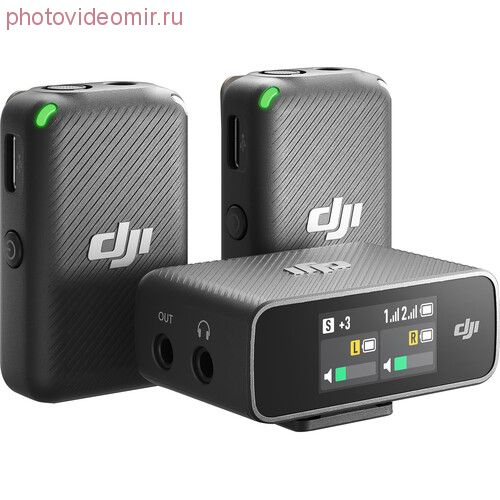 photovideomir.ru
dji
dji
dji
OUT
S +3 1 2
L R
dji